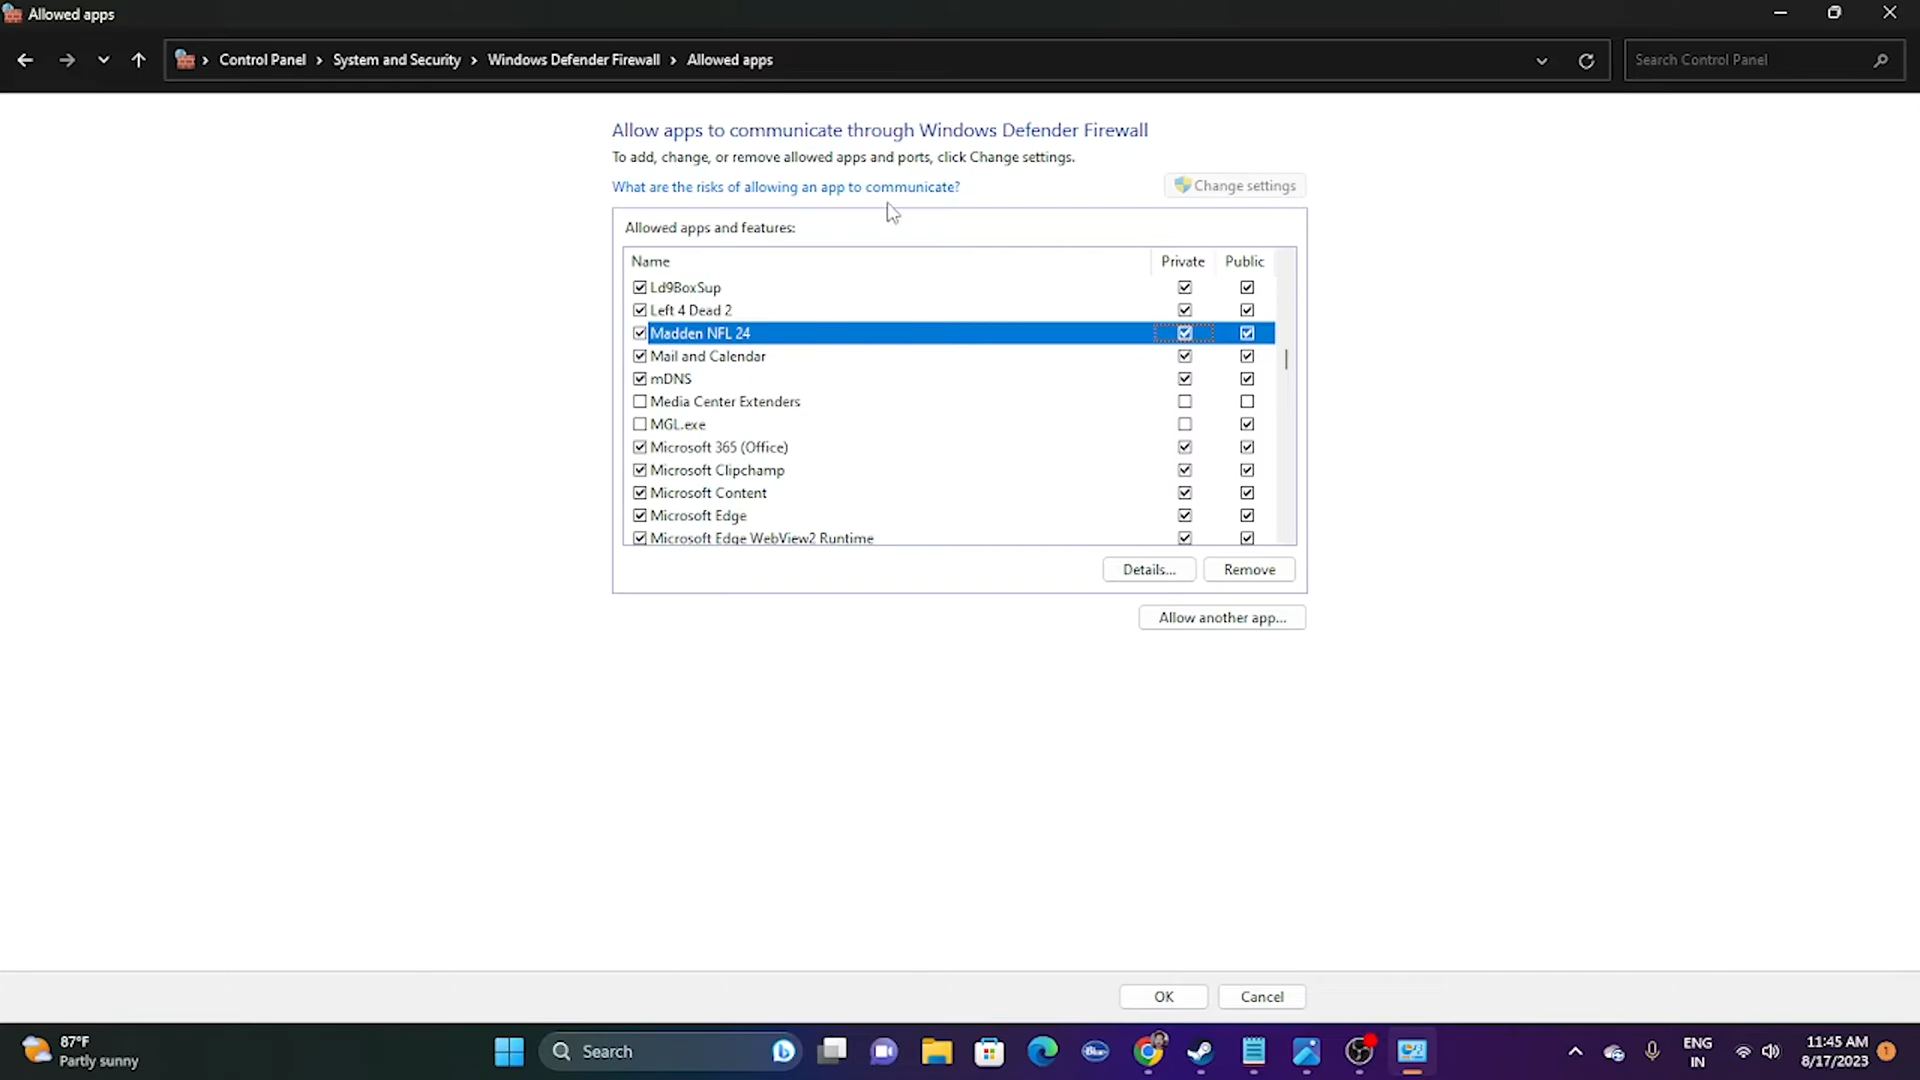 Allowed apps
Control Panel > System and Security > Windows Defender Firewall > Allowed apps
Search Control Panel
Allow apps to communicate through Windows Defender Firewall
To add, change, or remove allowed apps and ports, click Change settings.
What are the risks of allowing an app to communicate?
Change settings
Allowed apps and features:
Name Private Public
Ld9BoxSup
Left 4 Dead 2
Madden NFL 24
Mail and Calendar
mDNS
Media Center Extenders
MGL.exe
Microsoft 365 (Office)
Microsoft Clipchamp
Microsoft Content
Microsoft Edge
Microsoft Edge WebView2 Runtime
Details... Remove
Allow another app...
OK Cancel
87°F
Partly sunny
Search
ENG
IN
11:45 AM
8/17/2023
1